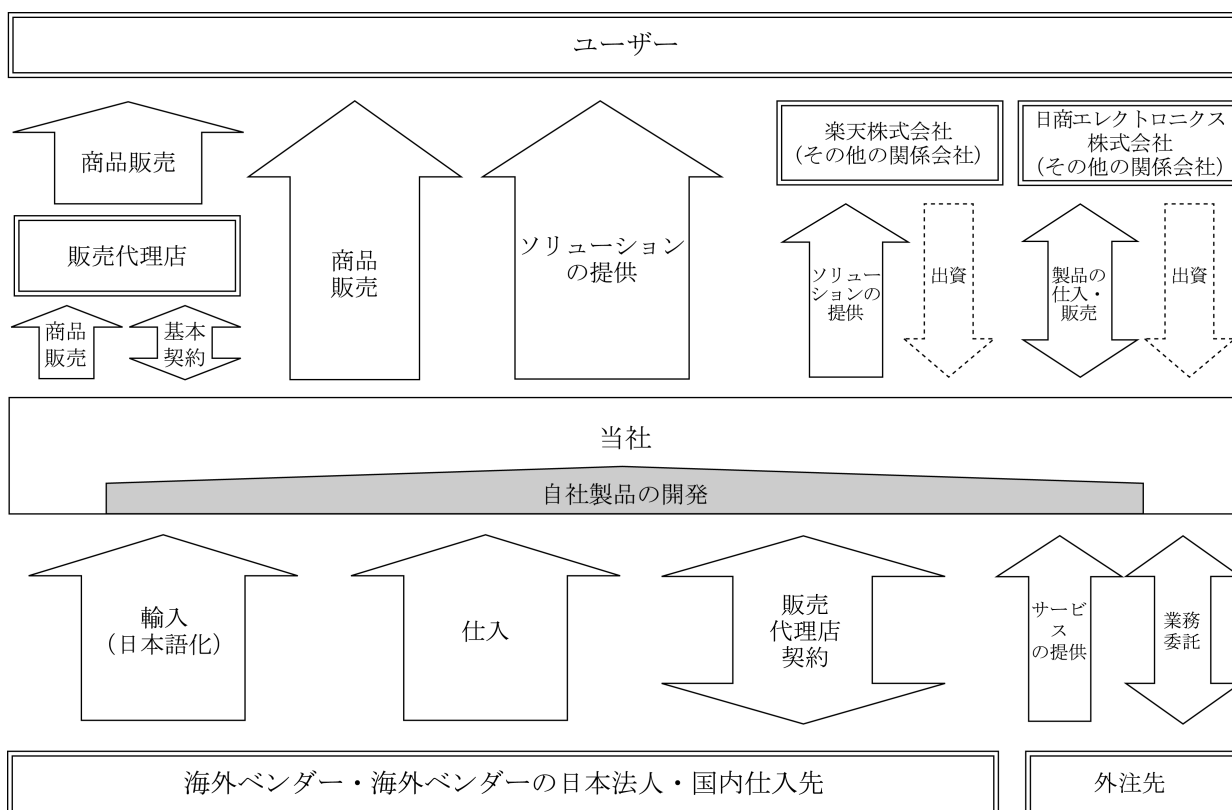 ユーザー
商品販売
販売代理店
商品
販売
基本
契約
商品
販売
ソリューション
の提供
楽天株式会社
(その他の関係会社)
ソリュー
ションの
提供
出資
日商エレクトロニクス
株式会社
(その他の関係会社)
製品の
仕入・
販売
出資
当社
自社製品の開発
輸入
(日本語化)
仕入
販売
代理店
契約
サービ
ス
の提供
業務
委託
海外ベンダー・海外ベンダーの日本法人・国内仕入先
外注先